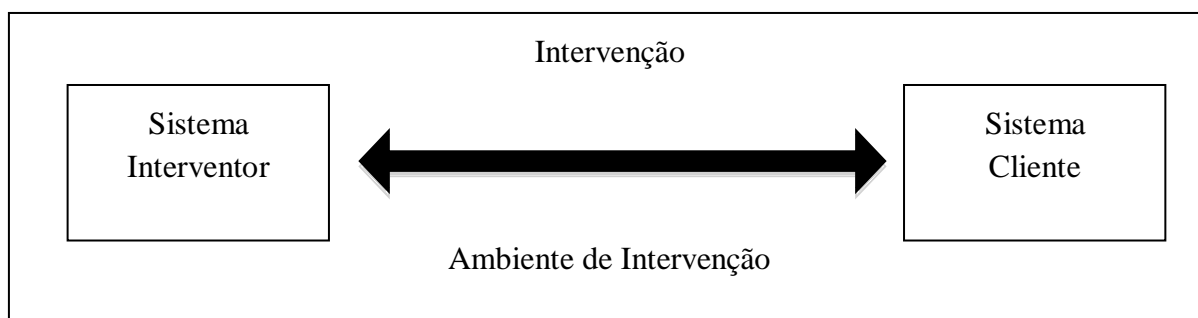 Intervenção
Sistema
Interventor
Sistema
Cliente
Ambiente de Intervenção